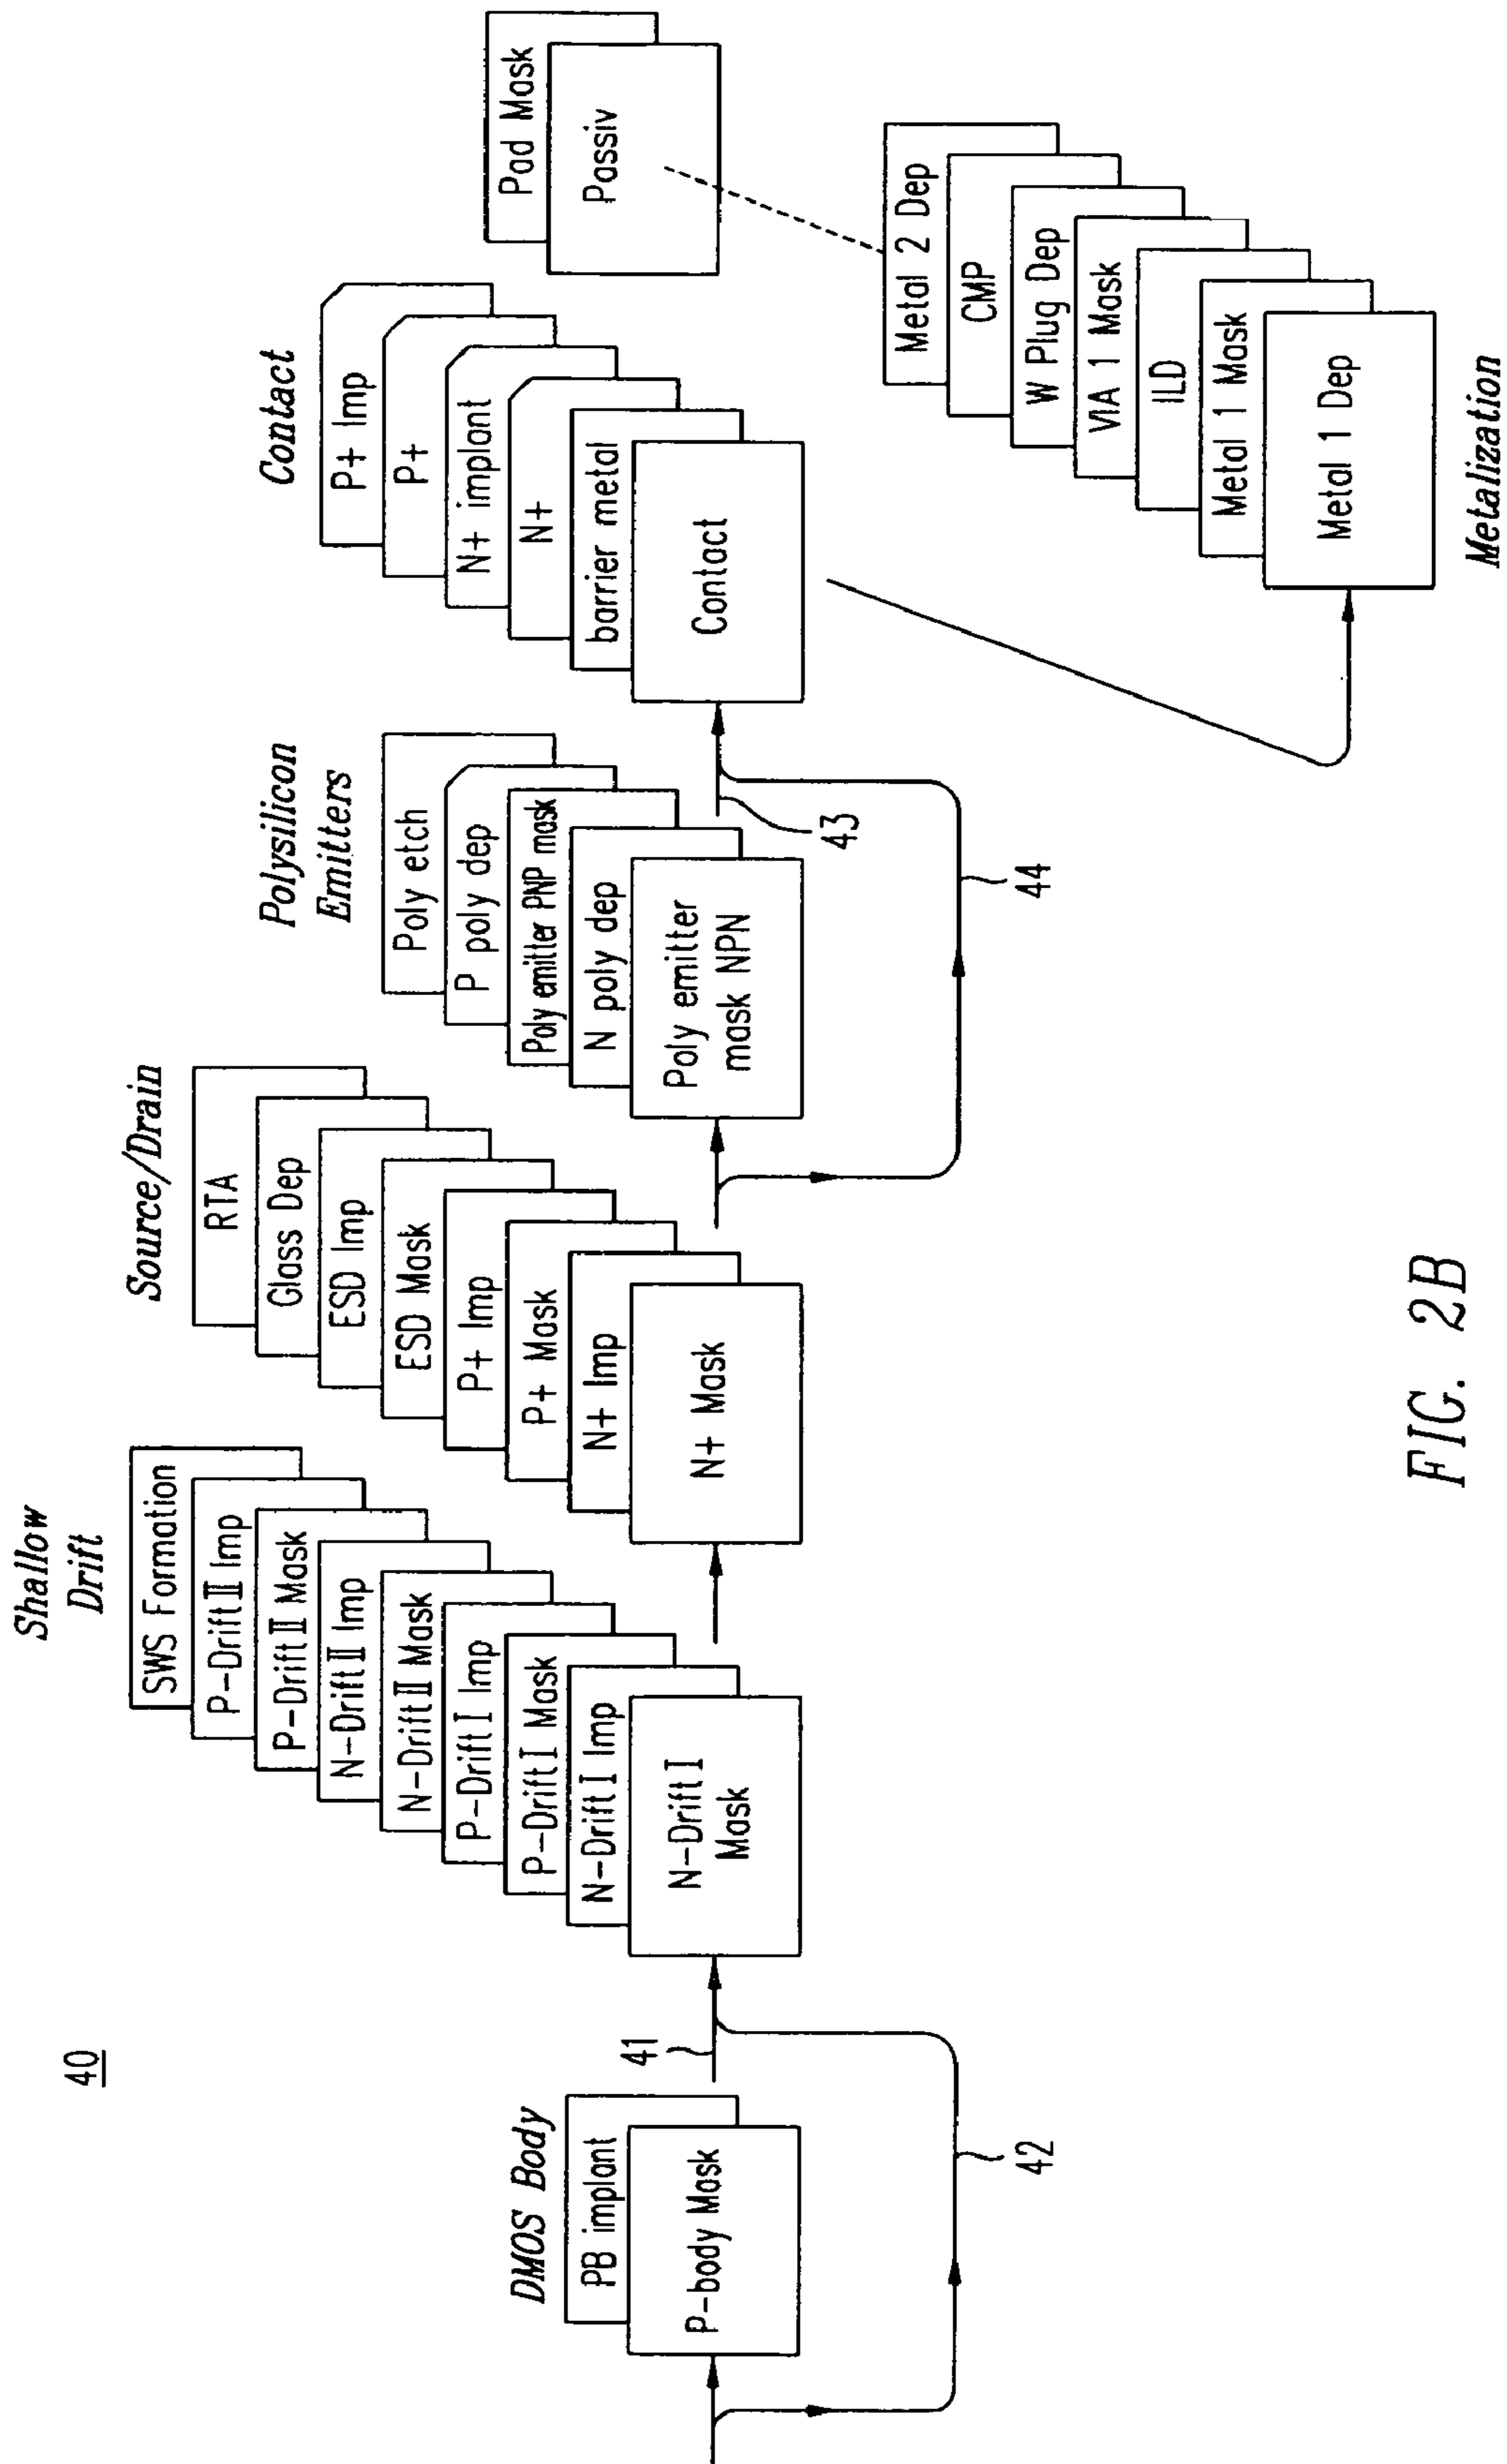 40
DMOS Body
PB implant
P-body Mask
41
42
Shallow
Drift
SWS Formation
P-Drift II Imp
P-Drift II Mask
N-Drift II Imp
N-Drift II Mask
P-Drift I Imp
P-Drift I Mask
N-Drift I Imp
N-Drift I
Mask
Source/Drain
RTA
Glass Dep
ESD Imp
ESD Mask
P+ Imp
P+ Mask
N+ Imp
N+ Mask
Polysilicon
Emitters
Poly etch
P poly dep
Poly emitter PNP mask
N poly dep
Poly emitter
mask NPN
43
44
Contact
P+ Imp
P+
N+ implant
N+
barrier metal
Contact
Pad Mask
Passiv
Metal 2 Dep
CMP
W Plug Dep
VIA 1 Mask
ILD
Metal 1 Mask
Metal 1 Dep
Metalization
FIG. 2B